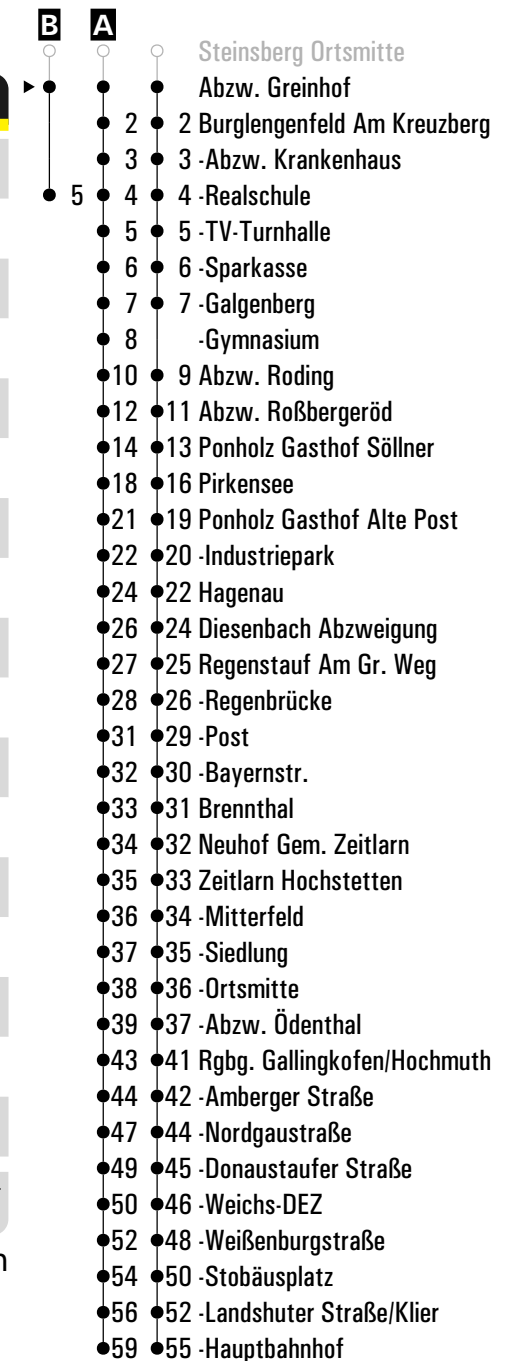 B A
Steinsberg Ortsmitte
Abzw. Greinhof
2 2 Burglengenfeld Am Kreuzberg
3 3 -Abzw. Krankenhaus
5 4 4 -Realschule
5 5 -TV-Turnhalle
6 6 -Sparkasse
7 7 -Galgenberg
8 -Gymnasium
10 9 Abzw. Roding
12 11 Abzw. Roßbergeröd
14 13 Ponholz Gasthof Söllner
18 16 Pirkensee
21 19 Ponholz Gasthof Alte Post
22 20 -Industriepark
24 22 Hagenau
26 24 Diesenbach Abzweigung
27 25 Regenstauf Am Gr. Weg
28 26 -Regenbrücke
31 29 -Post
32 30 -Bayernstr.
33 31 Brennthal
34 32 Neuhof Gem. Zeitlarn
35 33 Zeitlarn Hochstetten
36 34 -Mitterfeld
37 35 -Siedlung
38 36 -Ortsmitte
39 37 -Abzw. Ödenthal
43 41 Rgbg. Gallingkofen/Hochmuth
44 42 -Amberger Straße
47 44 -Nordgaustraße
49 45 -Donaustaufer Straße
50 46 -Weichs-DEZ
52 48 -Weißenburgstraße
54 50 -Stobäusplatz
56 52 -Landshuter Straße/Klier
59 55 -Hauptbahnhof